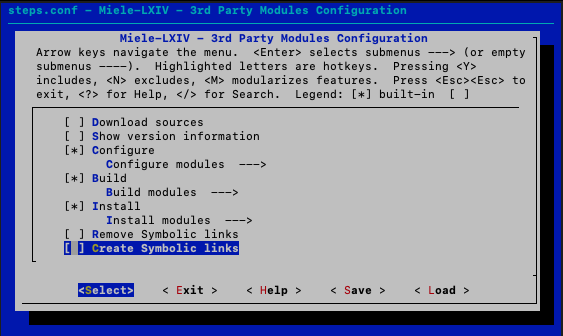 steps.conf - Miele-LXIV - 3rd Party Modules Configuration
Miele-LXIV - 3rd Party Modules Configuration
Arrow keys navigate the menu.  <Enter> selects submenus ---> (or empty
submenus ----).  Highlighted letters are hotkeys.  Pressing <Y>
includes, <N> excludes, <M> modularizes features.  Press <Esc><Esc> to
exit, <?> for Help, </> for Search.  Legend: [*] built-in  [ ]
[ ] Download sources
[ ] Show version information
[*] Configure
Configure modules  --->
[*] Build
Build modules  --->
[*] Install
Install modules  --->
[ ] Remove Symbolic links
[ ] Create Symbolic links
<Select>    < Exit >    < Help >    < Save >    < Load >